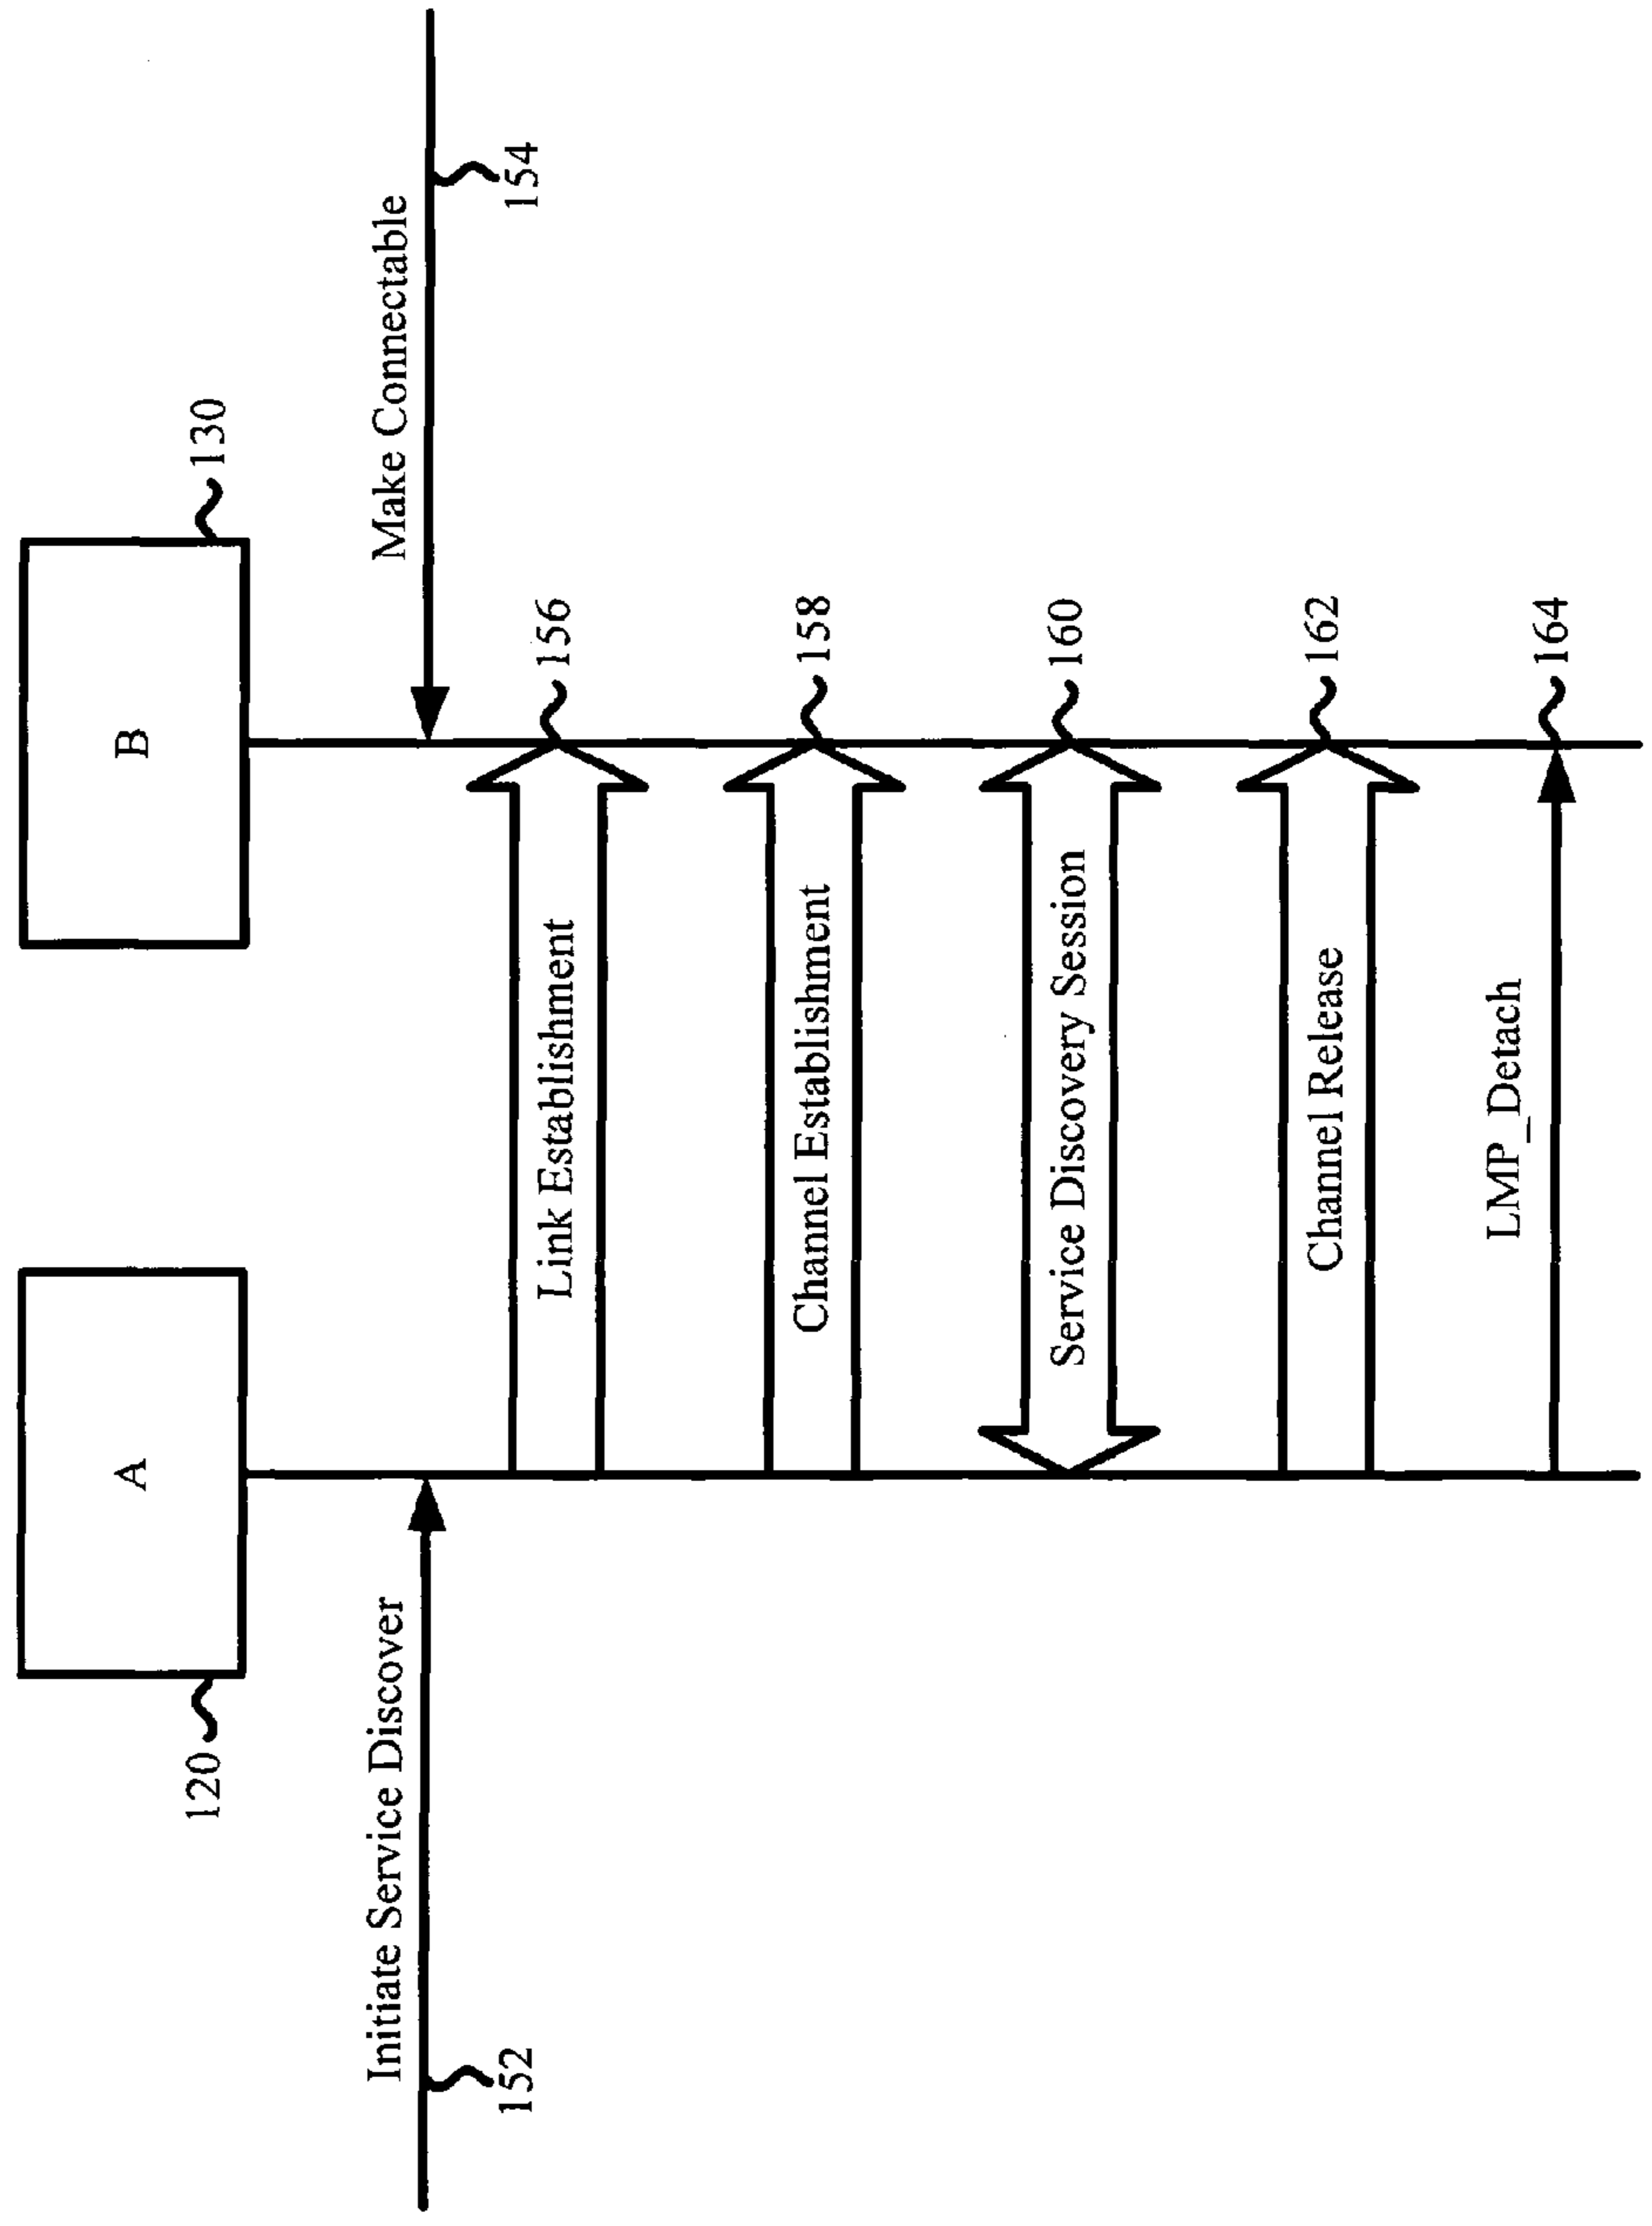 A
B
120
130
Initiate Service Discover
Make Connectable
152
154
Link Establishment
156
Channel Establishment
158
Service Discovery Session
160
Channel Release
162
LMP_Detach
164